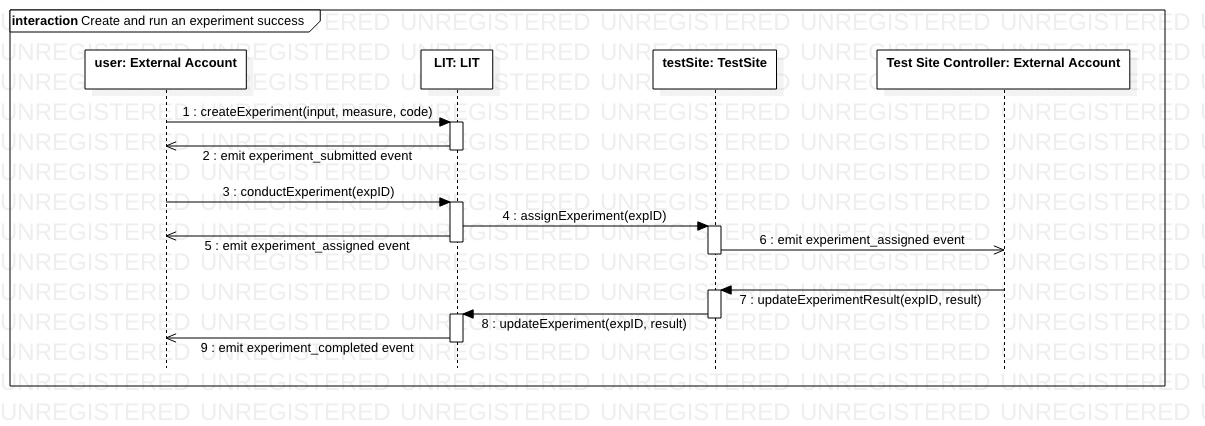 interaction Create and run an experiment success
user: External Account
LIT: LIT
testSite: TestSite
Test Site Controller: External Account
1 : createExperiment(input, measure, code)
2 : emit experiment_submitted event
3 : conductExperiment(expID)
4 : assignExperiment(expID)
5 : emit experiment_assigned event
6 : emit experiment_assigned event
7 : updateExperimentResult(expID, result)
8 : updateExperiment(expID, result)
9 : emit experiment_completed event
UNREGISTERED UNREGISTERED UNREGISTERED UNREGISTERED UNREGISTERED UNREGISTERED